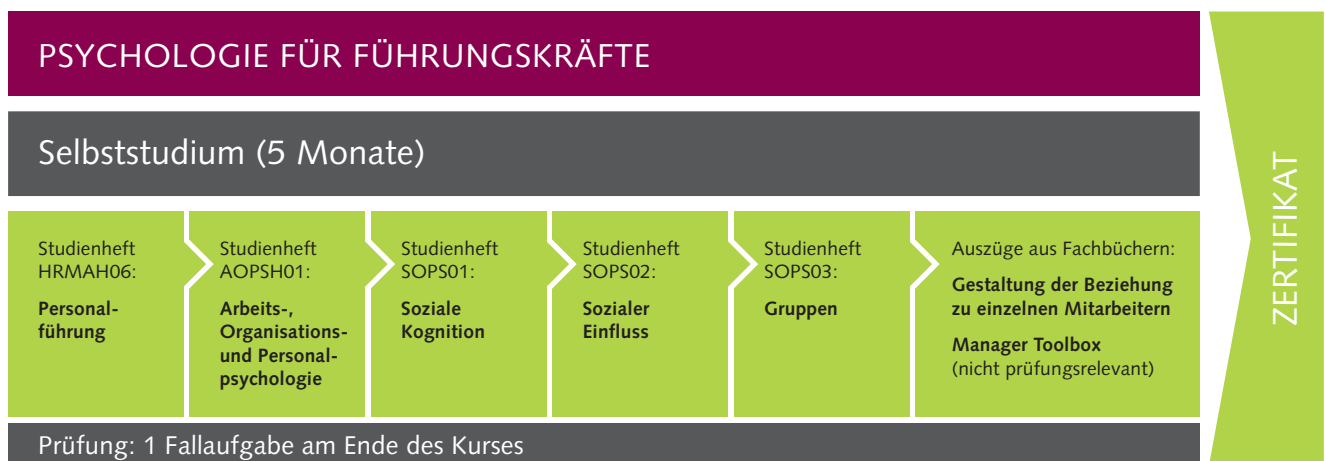 PSYCHOLOGIE FÜR FÜHRUNGSKRÄFTE
Selbststudium (5 Monate)
Studienheft
HRMAH06:
Personal-
führung
Studienheft
AOPSH01:
Arbeits-,
Organisations-
und Personal-
psychologie
Studienheft
SOPS01:
Soziale
Kognition
Studienheft
SOPS02:
Sozialer
Einfluss
Studienheft
SOPS03:
Gruppen
Auszüge aus Fachbüchern:
Gestaltung der Beziehung
zu einzelnen Mitarbeitern
Manager Toolbox
(nicht prüfungsrelevant)
Prüfung: 1 Fallaufgabe am Ende des Kurses
ZERTIFIKAT